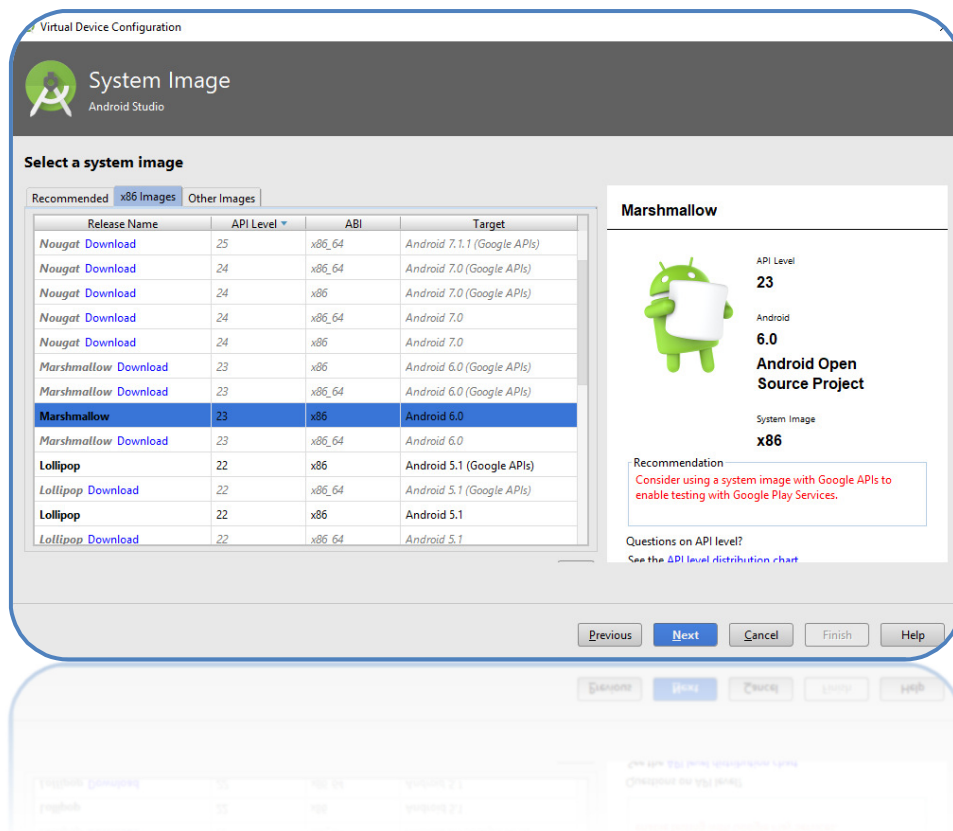 Virtual Device Configuration
System Image
Android Studio
Select a system image
Recommended x86 Images Other Images
Release Name API Level ABI Target
Nougat Download 25 x86_64 Android 7.1.1 (Google APIs)
Nougat Download 24 x86_64 Android 7.0 (Google APIs)
Nougat Download 24 x86 Android 7.0 (Google APIs)
Nougat Download 24 x86_64 Android 7.0
Nougat Download 24 x86 Android 7.0
Marshmallow Download 23 x86 Android 6.0 (Google APIs)
Marshmallow Download 23 x86_64 Android 6.0 (Google APIs)
Marshmallow 23 x86 Android 6.0
Marshmallow Download 23 x86_64 Android 6.0
Lollipop 22 x86 Android 5.1 (Google APIs)
Lollipop Download 22 x86_64 Android 5.1 (Google APIs)
Lollipop 22 x86 Android 5.1
Lollipop Download 22 x86_64 Android 5.1
Marshmallow
API Level
23
Android
6.0
Android Open
Source Project
System Image
x86
Recommendation
Consider using a system image with Google APIs to
enable testing with Google Play Services.
Questions on API level?
See the API level distribution chart
Previous Next Cancel Finish Help